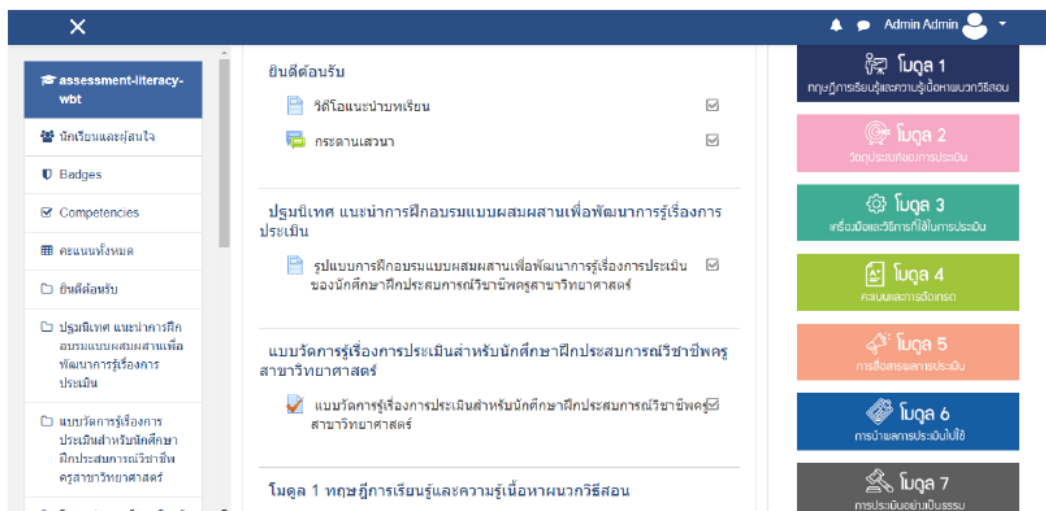 Admin Admin
assessment-literacy-
wbt
นักเรียนและผู้สนใจ
Badges
Competencies
คะแนนทั้งหมด
ยินดีต้อนรับ
ปฐมนิเทศ แนะนำการฝึก
อบรมแบบผสมผสานเพื่อ
พัฒนาการรู้เรื่องการ
ประเมิน
แบบวัดการรู้เรื่องการ
ประเมินสำหรับนักศึกษา
ฝึกประสบการณ์วิชาชีพ
ครูสาขาวิทยาศาสตร์
ยินดีต้อนรับ
วิดีโอแนะนำบทเรียน
กระดานเสวนา
ปฐมนิเทศ แนะนำการฝึกอบรมแบบผสมผสานเพื่อพัฒนาการรู้เรื่องการ
ประเมิน
รูปแบบการฝึกอบรมแบบผสมผสานเพื่อพัฒนาการรู้เรื่องการประเมิน
ของนักศึกษาฝึกประสบการณ์วิชาชีพครูสาขาวิทยาศาสตร์
แบบวัดการรู้เรื่องการประเมินสำหรับนักศึกษาฝึกประสบการณ์วิชาชีพครู
สาขาวิทยาศาสตร์
แบบวัดการรู้เรื่องการประเมินสำหรับนักศึกษาฝึกประสบการณ์วิชาชีพครู
สาขาวิทยาศาสตร์
โมดูล 1 ทฤษฎีการเรียนรู้และความรู้เนื้อหาผนวกวิธีสอน
โมดูล 1
ทฤษฎีการเรียนรู้และความรู้เนื้อหาผนวกวิธีสอน
โมดูล 2
วัตถุประสงค์ของการประเมิน
โมดูล 3
เครื่องมือและวิธีการที่ใช้ในการประเมิน
โมดูล 4
คะแนนและการตัดเกรด
โมดูล 5
การสื่อสารผลการประเมิน
โมดูล 6
การนำผลการประเมินไปใช้
โมดูล 7
การประเมินอย่างเป็นธรรม